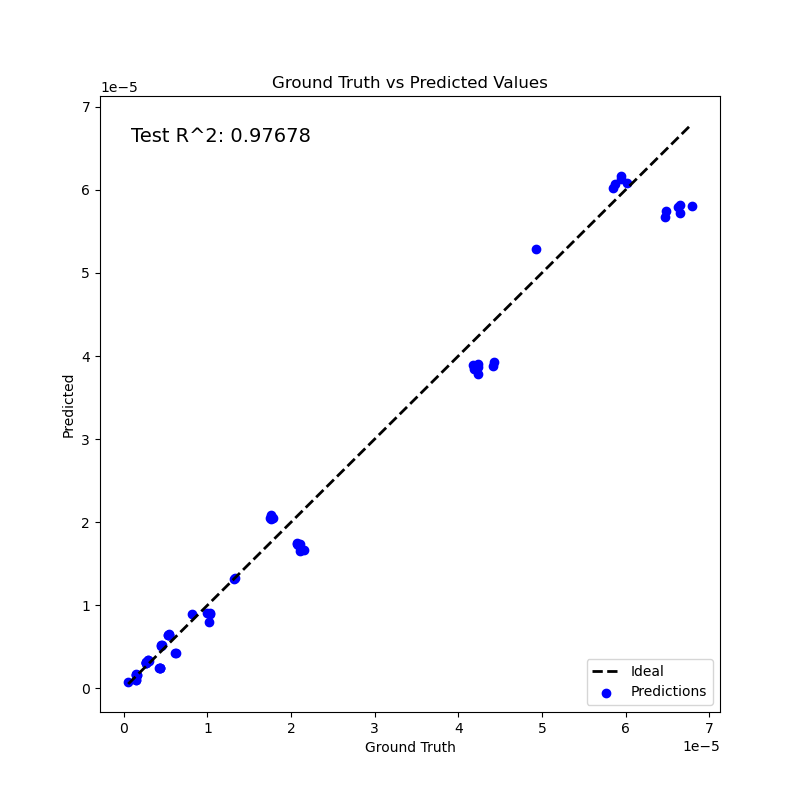 Ground Truth vs Predicted Values
1e−5
Test R^2: 0.97678
7
6
5
4
3
2
1
0
Predicted
Ideal
Predictions
0 1 2 3 4 5 6 7
1e−5
Ground Truth